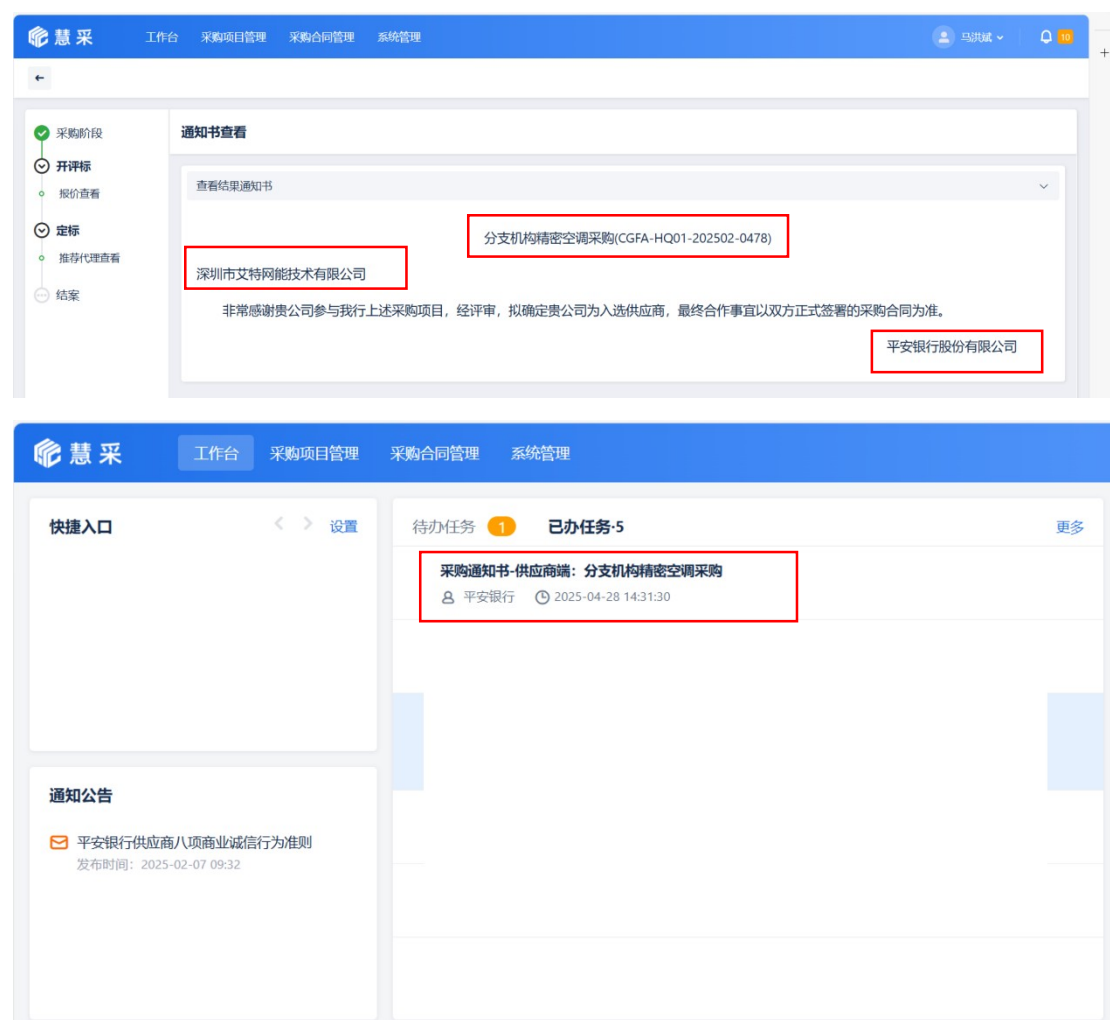 慧采 工作台 采购项目管理 采购合同管理 系统管理 马洪斌 10
采购阶段
通知书查看
开评标
报价查看
查看结果通知书
定标
推荐代理查看
结案
分支机构精密空调采购(CGFA-HQ01-202502-0478)
深圳市艾特网能技术有限公司
非常感谢贵公司参与我行上述采购项目，经评审，拟确定贵公司为入选供应商，最终合作事宜以双方正式签署的采购合同为准。
平安银行股份有限公司
慧采 工作台 采购项目管理 采购合同管理 系统管理
快捷入口 设置
待办任务 1 已办任务·5 更多
采购通知书-供应商端：分支机构精密空调采购
平安银行 2025-04-28 14:31:30
通知公告
平安银行供应商八项商业诚信行为准则
发布时间：2025-02-07 09:32